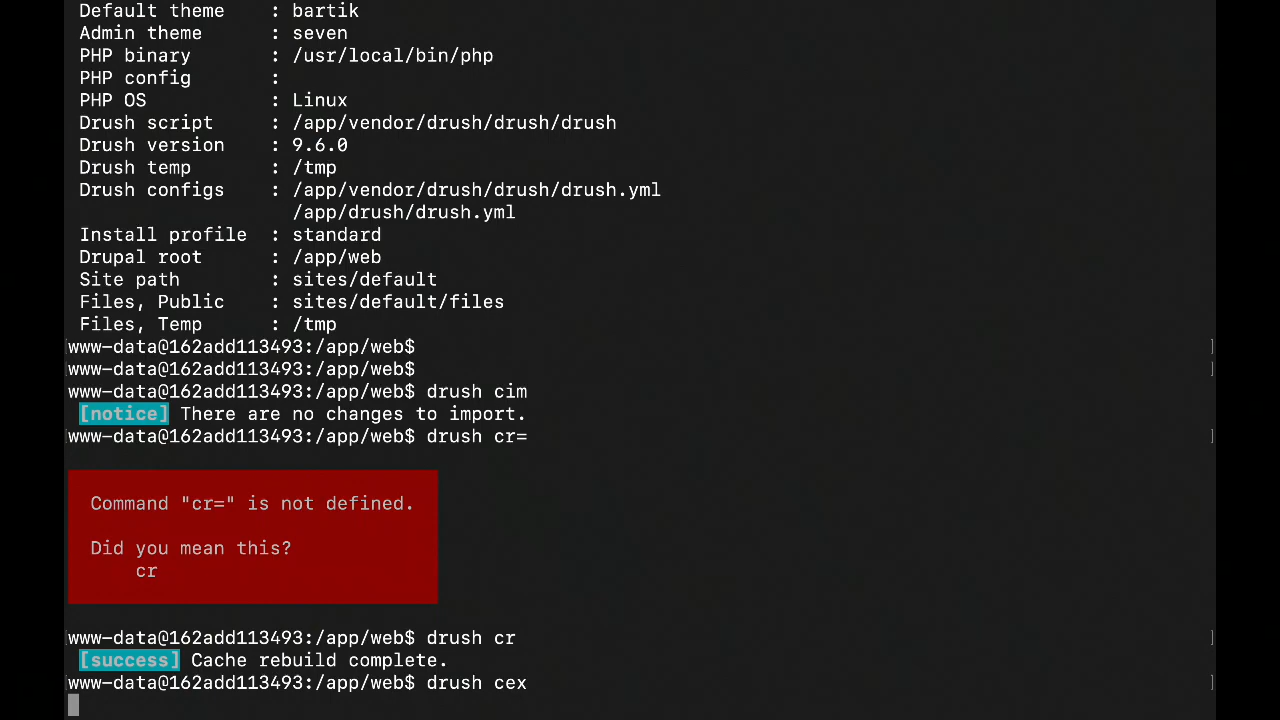 Default theme : bartik
Admin theme : seven
PHP binary : /usr/local/bin/php
PHP config :
PHP OS : Linux
Drush script : /app/vendor/drush/drush/drush
Drush version : 9.6.0
Drush temp : /tmp
Drush configs : /app/vendor/drush/drush/drush.yml
/app/drush/drush.yml
Install profile : standard
Drupal root : /app/web
Site path : sites/default
Files, Public : sites/default/files
Files, Temp : /tmp
[www-data@162add113493:/app/web$ ]
[www-data@162add113493:/app/web$ ]
www-data@162add113493:/app/web$ drush cim
[notice] There are no changes to import.
[www-data@162add113493:/app/web$ drush cr= ]
Command "cr=" is not defined.
Did you mean this?
cr
[www-data@162add113493:/app/web$ drush cr ]
[success] Cache rebuild complete.
[www-data@162add113493:/app/web$ drush cex ]